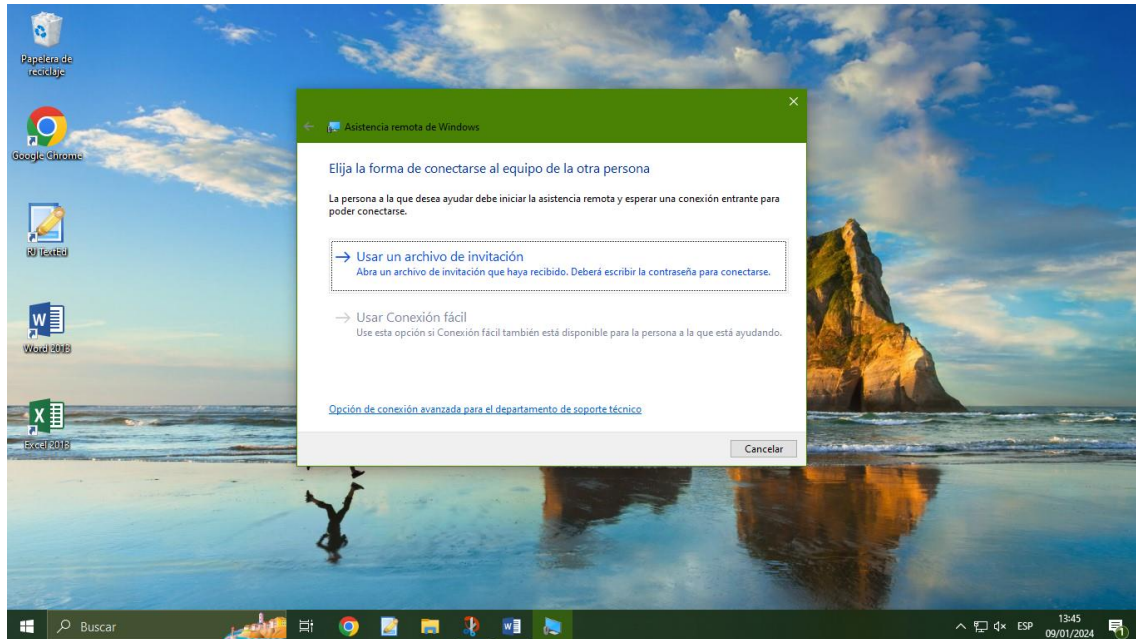 Papelera de
reciclaje
Google Chrome
RJ TextEd
Word 2013
Excel 2013
Asistencia remota de Windows
Elija la forma de conectarse al equipo de la otra persona
La persona a la que desea ayudar debe iniciar la asistencia remota y esperar una conexión entrante para
poder conectarse.
Usar un archivo de invitación
Abra un archivo de invitación que haya recibido. Deberá escribir la contraseña para conectarse.
Usar Conexión fácil
Use esta opción si Conexión fácil también está disponible para la persona a la que está ayudando.
Opción de conexión avanzada para el departamento de soporte técnico
Cancelar
Buscar
ESP
13:45
09/01/2024